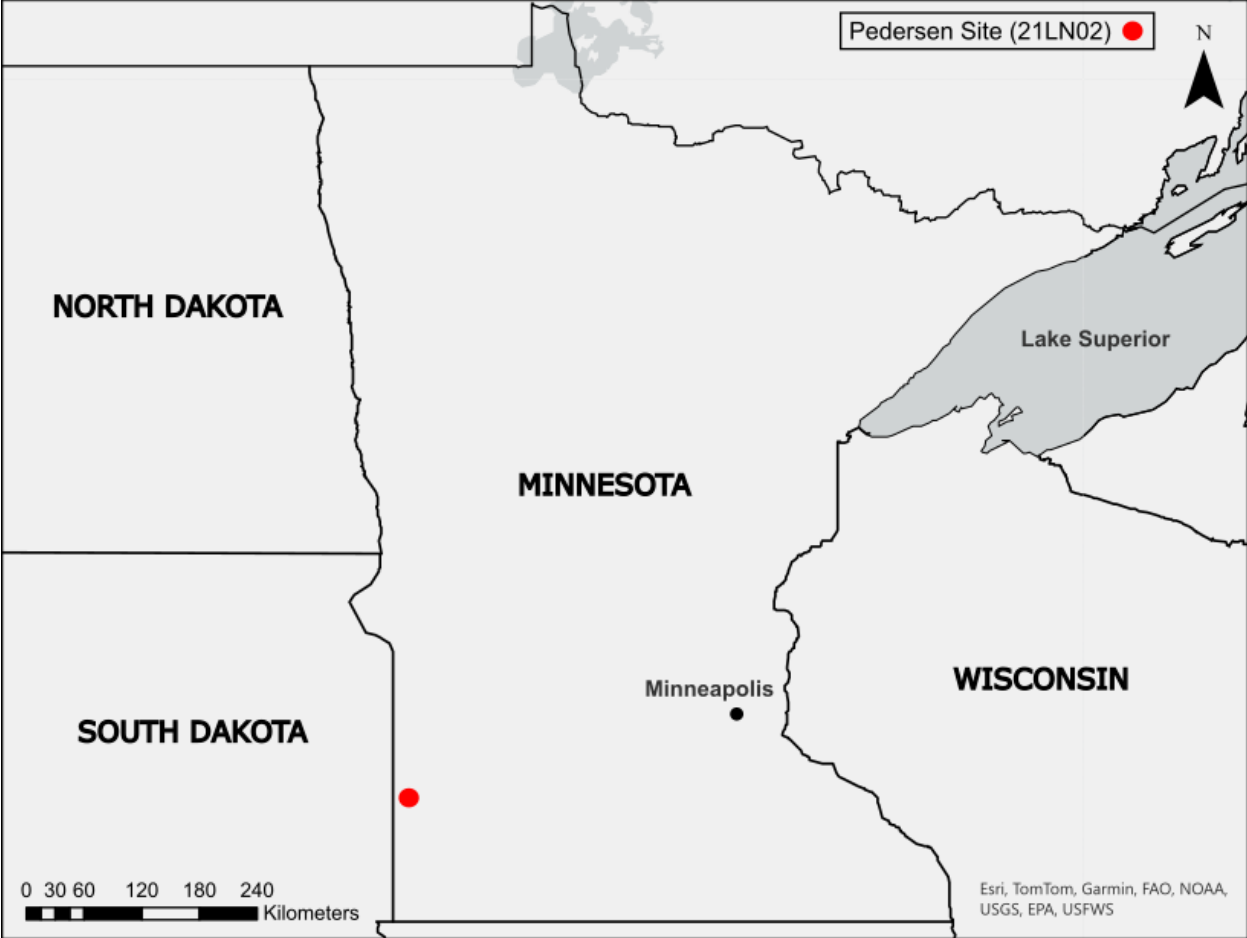 Pedersen Site (21LN02)
N
NORTH DAKOTA
Lake Superior
MINNESOTA
WISCONSIN
Minneapolis
SOUTH DAKOTA
0 30 60 120 180 240
Kilometers
Esri, TomTom, Garmin, FAO, NOAA,
USGS, EPA, USFWS